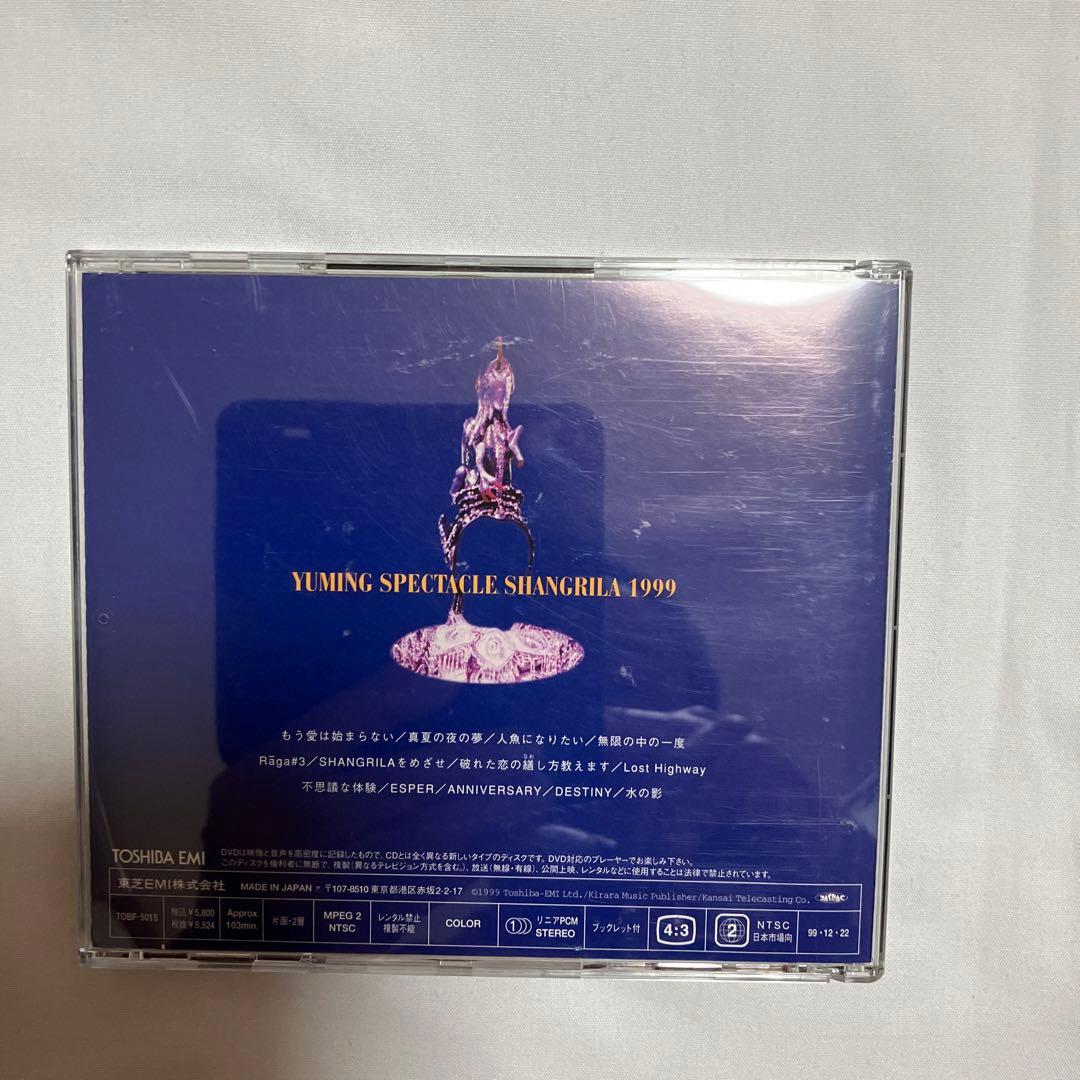 YUMING SPECTACLE SHANGRILA 1999
もう愛は始まらない／真夏の夜の夢／人魚になりたい／無限の中の一度
Rāga#3／SHANGRILAをめざせ／破れた恋の繕し方教えます／Lost Highway
なお
不思議な体験／ESPER／ANNIVERSARY／DESTINY／水の影
TOSHIBA EMI
DVDは映像と音声を高密度に記録したもので、CDとは全く異なる新しいタイプのディスクです。DVD対応のプレーヤーでお楽しみ下さい。
このディスクを権利者に無断で、複製(異なるテレビジョン方式を含む。)、放送(無線・有線)、公開上映、レンタルなどに使用することは法律で禁止されています。
東芝EMI株式会社 MADE IN JAPAN 〒107-8510 東京都港区赤坂2-2-17 ©1999 Toshiba-EMI Ltd./Kirara Music Publisher/Kansai Telecasting Co.
TOBF-5015
税込￥5,800
税抜￥5,524
Approx
103min.
片面・2層
MPEG 2
NTSC
レンタル禁止
複製不能
COLOR
1 リニアPCM
STEREO
ブックレット付
4:3
2
NTSC
日本市場向
99・12・22